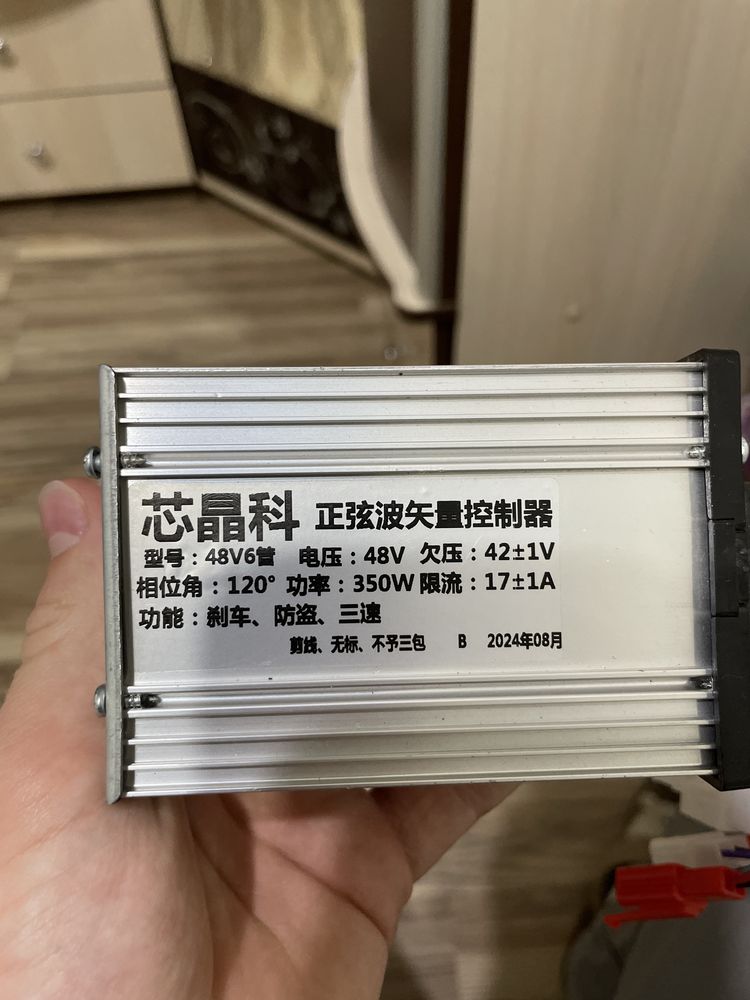 芯晶科 正弦波矢量控制器
型号：48V6管 电压：48V 欠压：42±1V
相位角：120° 功率：350W 限流：17±1A
功能：刹车、防盗、三速
剪线、无标、不予三包 B 2024年08月